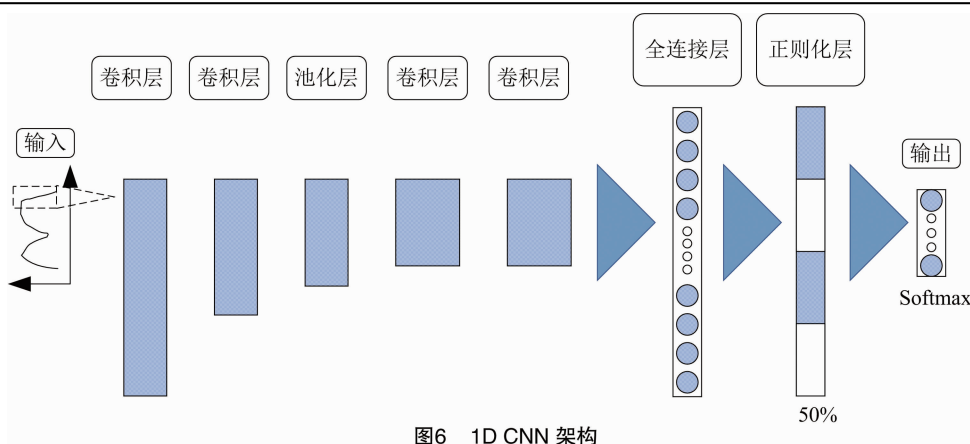 全连接层
正则化层
卷积层
卷积层
池化层
卷积层
卷积层
输入
输出
Softmax
50%
图6 1D CNN 架构